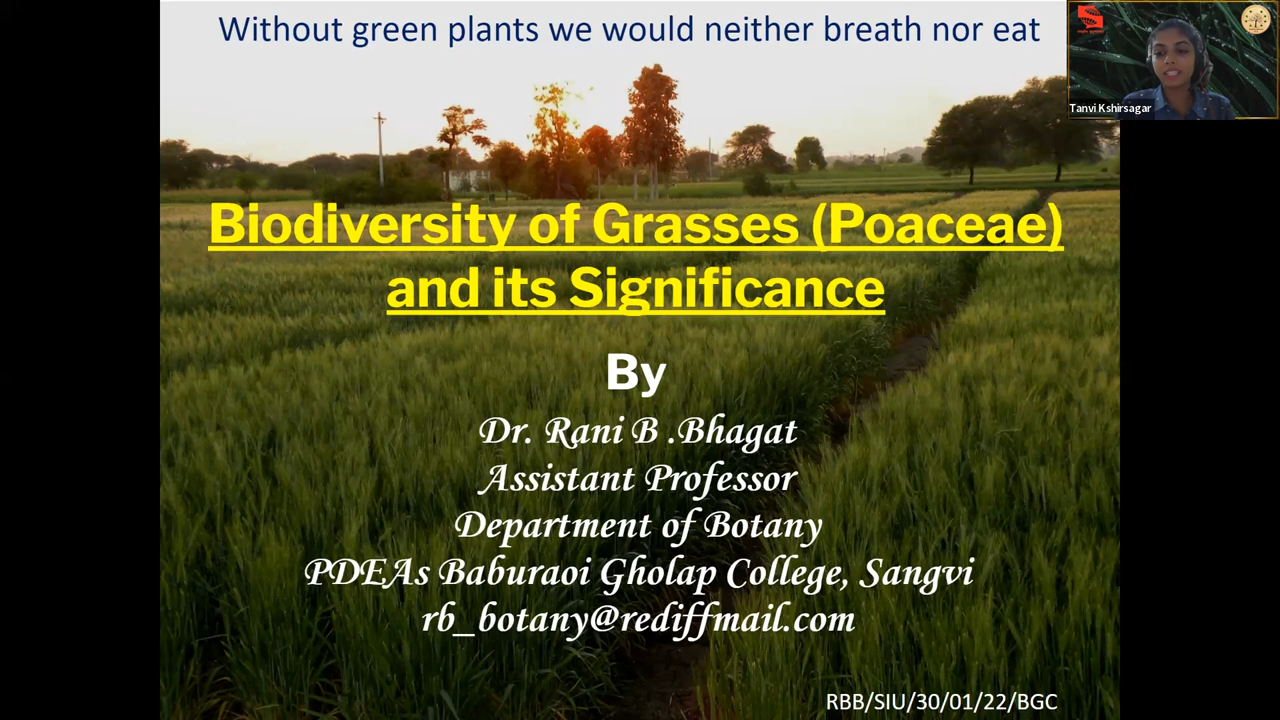 Without green plants we would neither breath nor eat
Tanvi Kshirsagar
Biodiversity of Grasses (Poaceae)
and its Significance
By
Dr. Rani B .Bhagat
Assistant Professor
Department of Botany
PDEAs Baburaoi Gholap College, Sangvi
rb_botany@rediffmail.com
RBB/SIU/30/01/22/BGC